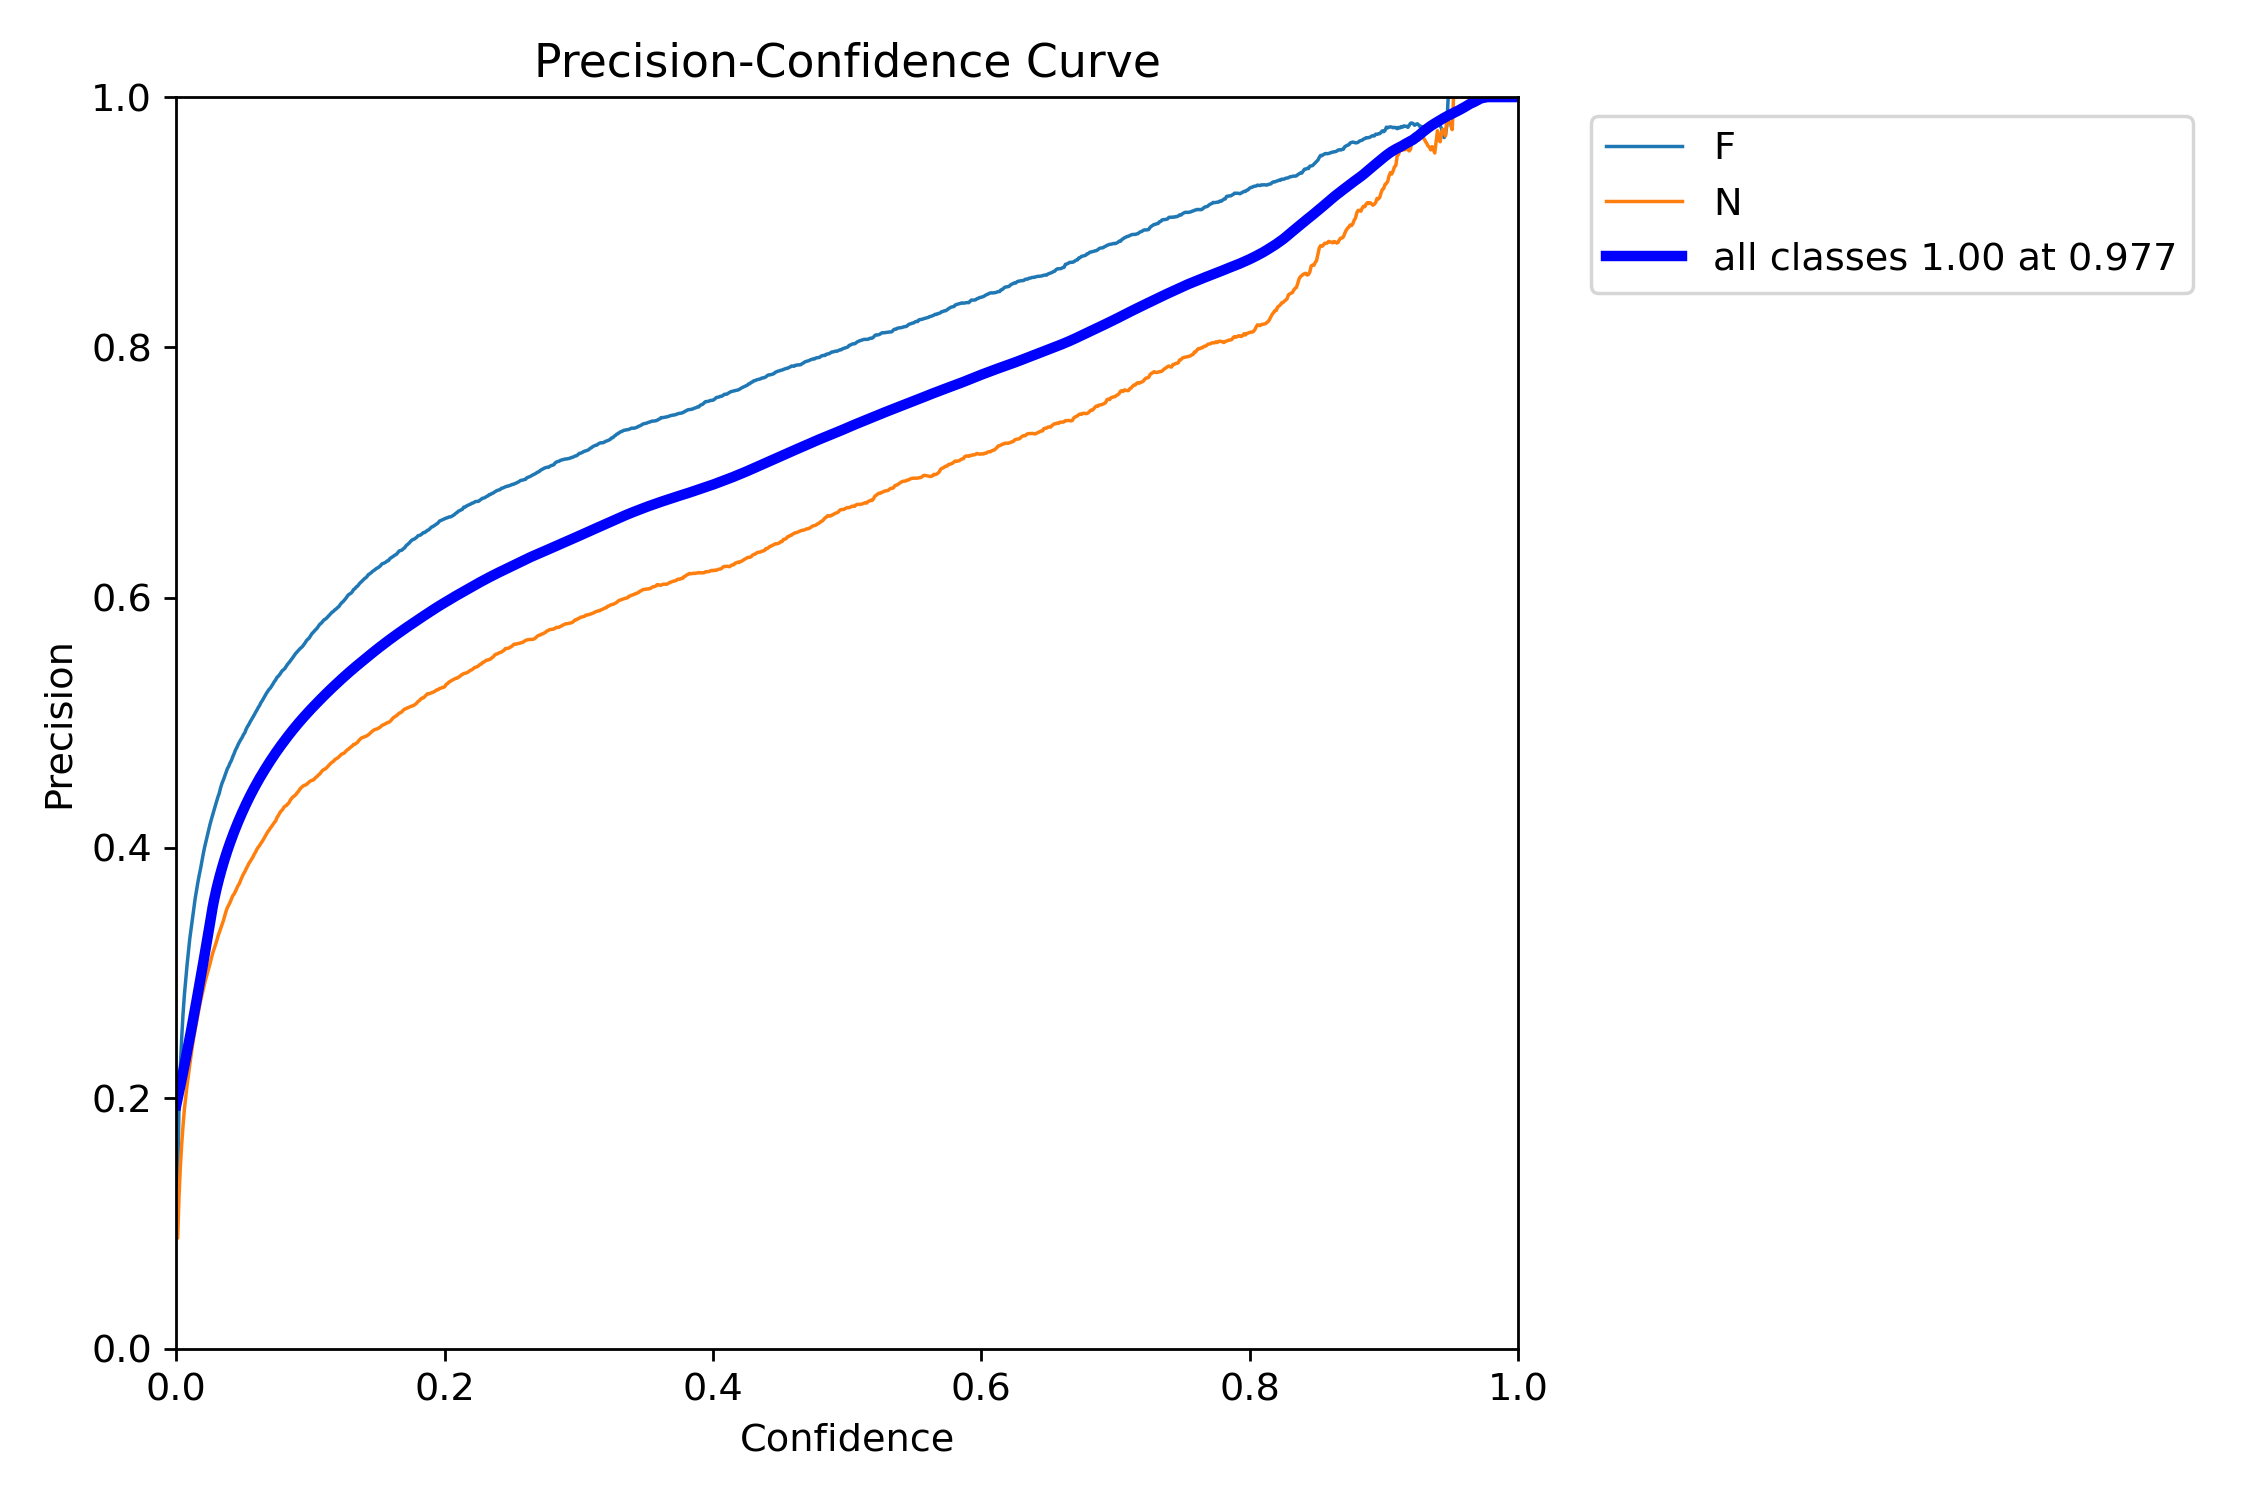 Precision-Confidence Curve
1.0
0.8
0.6
0.4
0.2
0.0
Precision
0.0 0.2 0.4 0.6 0.8 1.0
Confidence
F
N
all classes 1.00 at 0.977